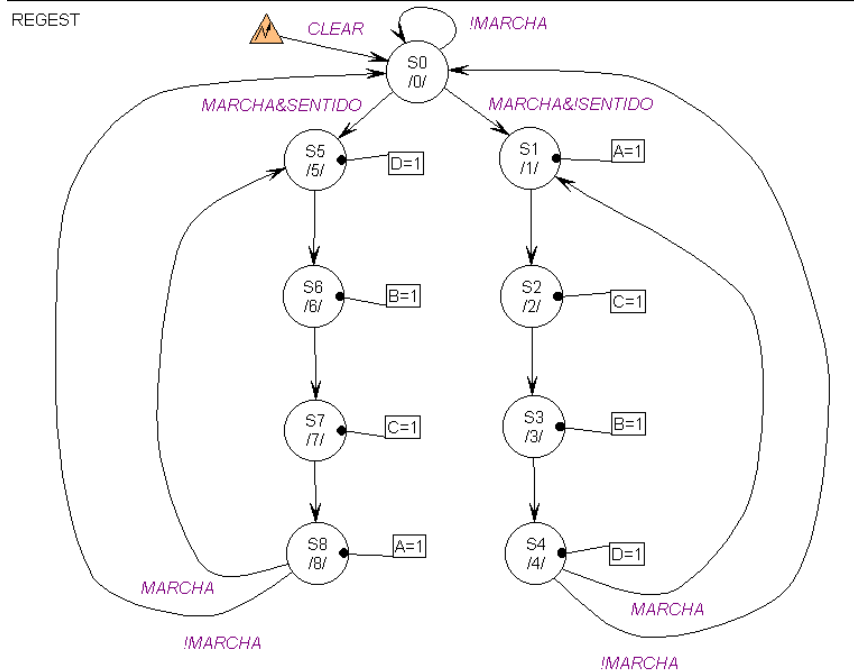 REGEST
CLEAR
!MARCHA
S0
/0/
MARCHA&SENTIDO
MARCHA&!SENTIDO
S5
/5/
D=1
S1
/1/
A=1
S6
/6/
B=1
S2
/2/
C=1
S7
/7/
C=1
S3
/3/
B=1
S8
/8/
A=1
S4
/4/
D=1
MARCHA
MARCHA
!MARCHA
!MARCHA